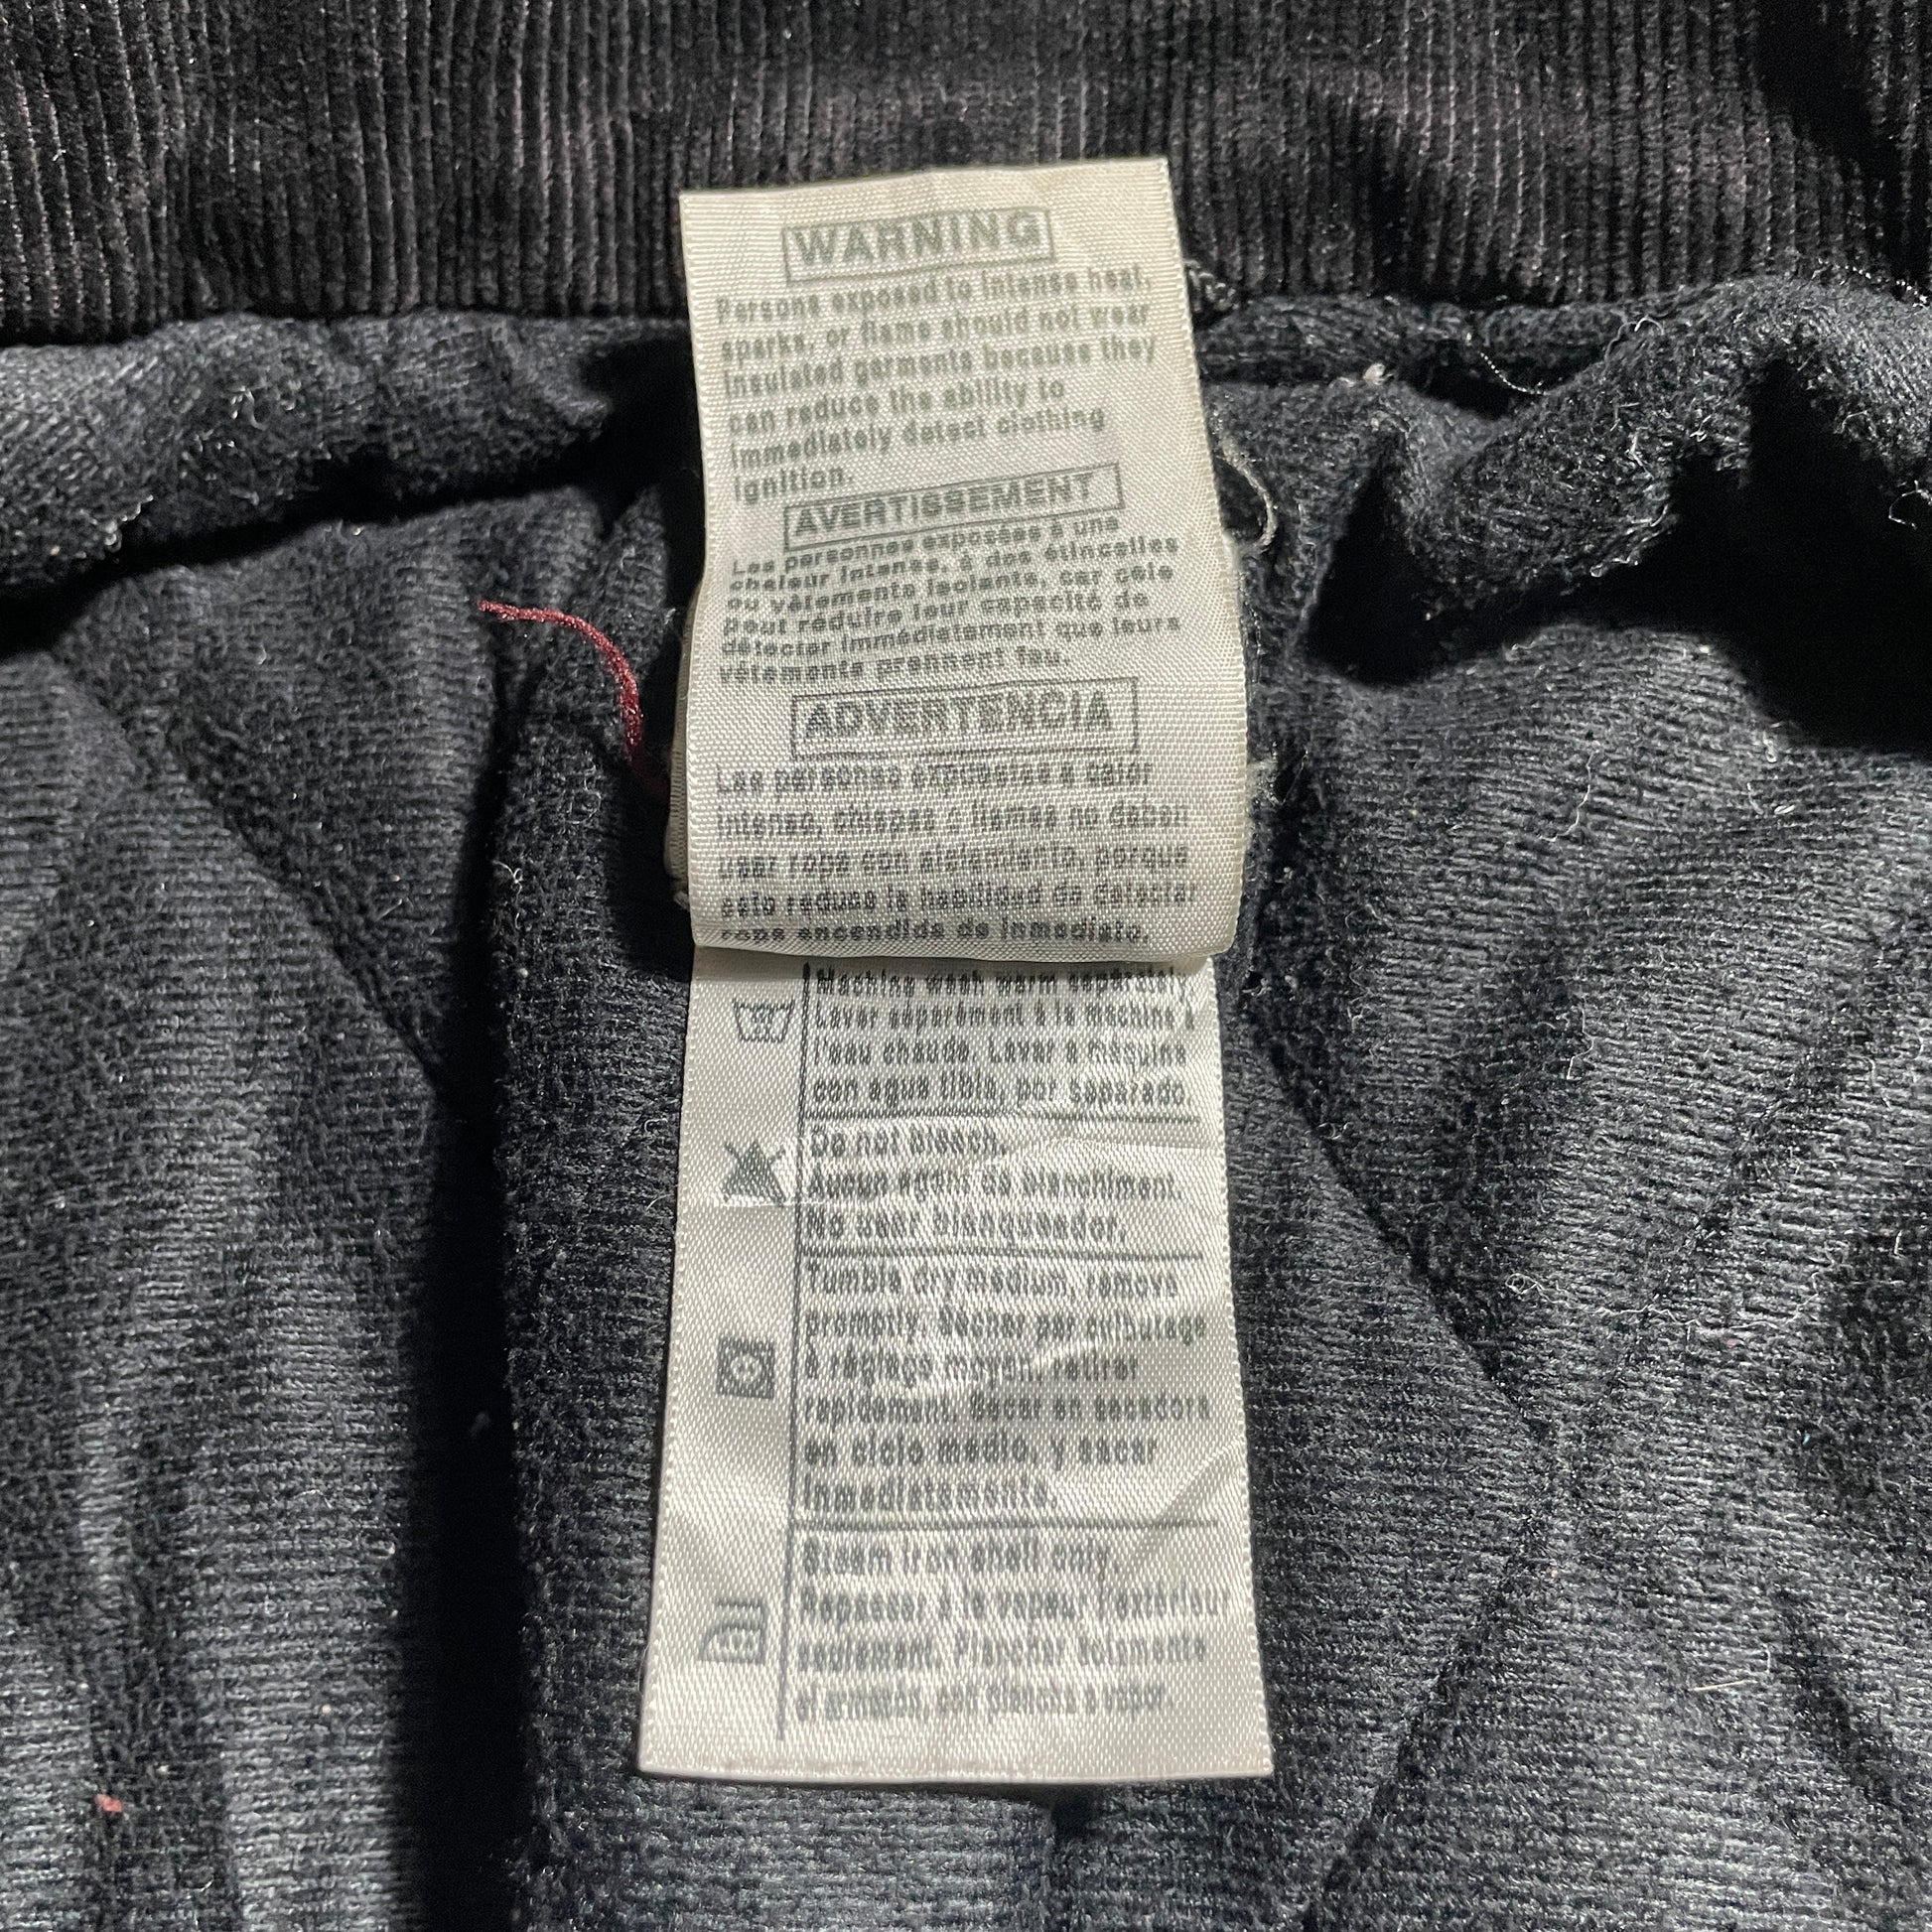 WARNING
Persons exposed to intense heat,
sparks, or flame should not wear
insulated garments because they
can reduce the ability to
immediately detect clothing
ignition.
AVERTISSEMENT
Les personnes exposées à une
chaleur intense, à des étincelles
ou vêtements isolants, car cela
peut réduire leur capacité de
détecter immédiatement que leurs
vêtements prennent feu.
ADVERTENCIA
Las personas expuestas a calor
intenso, chispas o llamas no deben
usar ropa con aislamiento, porque
esto reduce la habilidad de detectar
ropa encendida de inmediato.
Machine wash warm separately.
Laver séparément à la machine à
l'eau chaude. Lavar a máquina
con agua tibia, por separado.
Do not bleach.
Aucun agent de blanchiment.
No usar blanqueador.
Tumble dry medium, remove
promptly. Sécher par culbutage
à réglage moyen, retirer
rapidement. Secar en secadora
en ciclo medio, y sacar
inmediatamente.
Steam iron shell only.
Repasser à la vapeur l'extérieur
seulement. Planchar solamente
el armazón, con plancha a vapor.